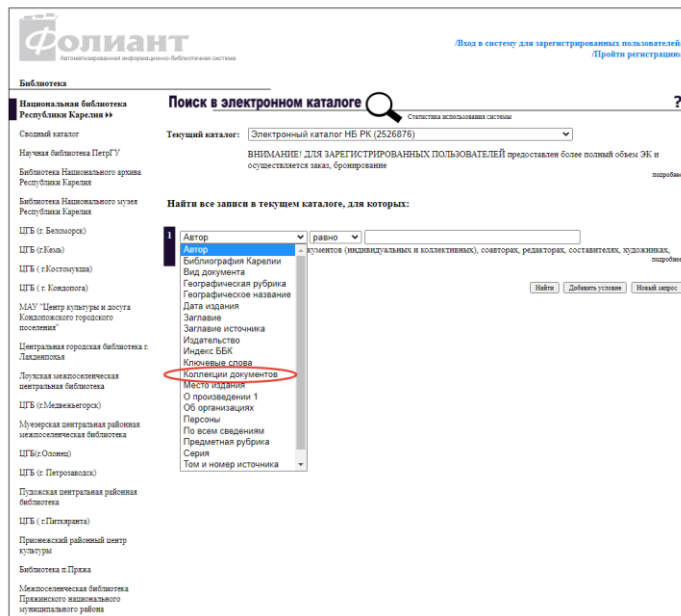 Фолиант
Автоматизированная информационно-библиотечная система
/Вход в систему для зарегистрированных пользователей/
/Пройти регистрацию/
Библиотека
Национальная библиотека
Республики Карелия
Сводный каталог
Научная библиотека ПетрГУ
Библиотека Национального архива
Республики Карелия
Библиотека Национального музея
Республики Карелия
ЦГБ (г. Беломорск)
ЦГБ (г.Кемь)
ЦГБ ( г.Костомукша)
ЦГБ ( г. Кондопога)
МАУ "Центр культуры и досуга
Кондопожского городского
поселения"
Центральная городская библиотека г.
Лахденпохья
Лоухская межпоселенческая
центральная библиотека
ЦГБ (г.Медвежьегорск)
Муезерская центральная районная
межпоселенческая библиотека
ЦГБ(г.Олонец)
ЦГБ (г. Петрозаводск)
Пудожская центральная районная
библиотека
ЦГБ ( г.Питкяранта)
Прионежский районный центр
культуры
Библиотека п.Пряжа
Межпоселенческая библиотека
Пряжинского национального
муниципального района
Поиск в электронном каталоге
?
Статистика использования системы
Текущий каталог: Электронный каталог НБ РК (2526876)
ВНИМАНИЕ! ДЛЯ ЗАРЕГИСТРИРОВАННЫХ ПОЛЬЗОВАТЕЛЕЙ предоставлен более полный объем ЭК и
осуществляется заказ, бронирование
подробнее
Найти все записи в текущем каталоге, для которых:
1 Автор равно
документов (индивидуальных и коллективных), соавторах, редакторах, составителях, художниках,
подробнее
Автор
Библиография Карелии
Вид документа
Географическая рубрика
Географическое название
Дата издания
Заглавие
Заглавие источника
Издательство
Индекс ББК
Ключевые слова
Коллекции документов
Место издания
О произведении 1
Об организациях
Персоны
По всем сведениям
Предметная рубрика
Серия
Том и номер источника
Найти Добавить условие Новый запрос